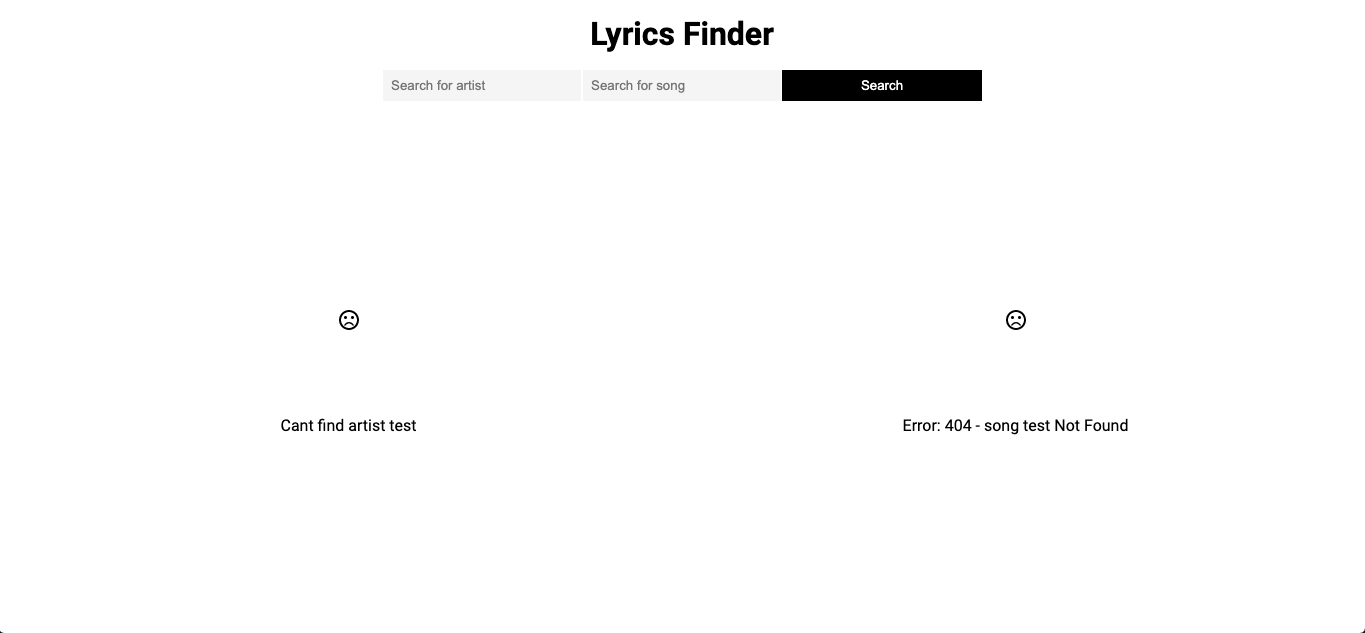 Lyrics Finder
Search for artist
Search for song
Search
Cant find artist test
Error: 404 - song test Not Found